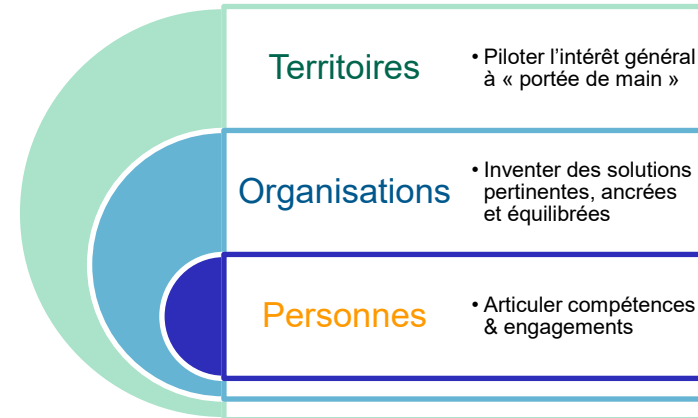 Territoires
• Piloter l’intérêt général
à « portée de main »
Organisations
• Inventer des solutions
pertinentes, ancrées
et équilibrées
Personnes
• Articuler compétences
& engagements